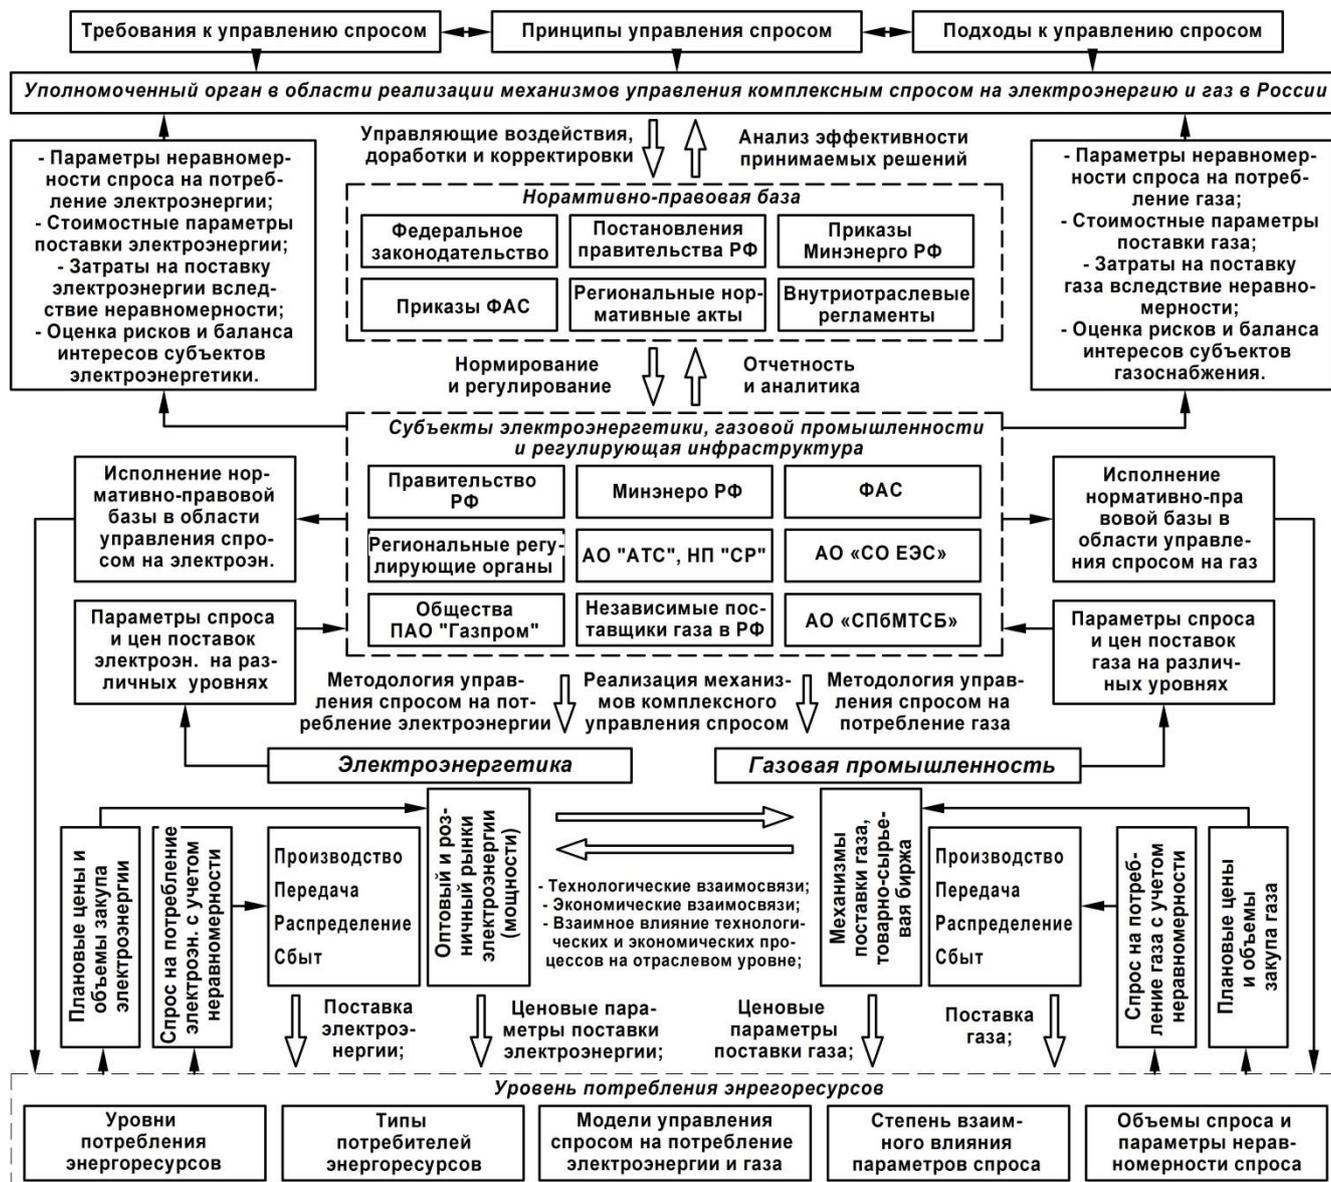 Требования к управлению спросом
Принципы управления спросом
Подходы к управлению спросом
Уполномоченный орган в области реализации механизмов управления комплексным спросом на электроэнергию и газ в России
- Параметры неравномер-
ности спроса на потреб-
ление электроэнергии;
- Стоимостные параметры
поставки электроэнергии;
- Затраты на поставку
электроэнергии вслед-
ствие неравномерности;
- Оценка рисков и баланса
интересов субъектов
электроэнергетики.
Управляющие воздействия,
доработки и корректировки
Анализ эффективности
принимаемых решений
- Параметры неравномер-
ности спроса на потреб-
ление газа;
- Стоимостные параметры
поставки газа;
- Затраты на поставку
газа вследствие неравно-
мерности;
- Оценка рисков и баланса
интересов субъектов
газоснабжения.
Норамтивно-правовая база
Федеральное
законодательство
Постановления
правительства РФ
Приказы
Минэнерго РФ
Приказы ФАС
Региональные нор-
мативные акты
Внутриотраслевые
регламенты
Нормирование
и регулирование
Отчетность
и аналитика
Субъекты электроэнергетики, газовой промышленности
и регулирующая инфраструктура
Правительство
РФ
Минэнеро РФ
ФАС
Региональные регу-
лирующие органы
АО "АТС", НП "СР"
АО «СО ЕЭС»
Общества
ПАО "Газпром"
Независимые пос-
тавщики газа в РФ
АО «СПбМТСБ»
Исполнение нор-
мативно-правовой
базы в области
управления спро-
сом на электроэн.
Исполнение
нормативно-пра
вовой базы в
области управле-
ния спросом на газ
Параметры спроса
и цен поставок
электроэн. на раз-
личных уровнях
Параметры спроса
и цен поставок
газа на различ-
ных уровнях
Методология управ-
ления спросом на пот-
ребление электроэнергии
Реализация механиз-
мов комплексного
управления спросом
Методология управ-
ления спросом на
потребление газа
Электроэнергетика
Газовая промышленность
Плановые цены и
объемы закупа
электроэнергии
Спрос на потребление
электроэн. с учетом
неравномерности
Производство
Передача
Распределение
Сбыт
Оптовый и роз-
ничный рынки
электроэнергии
(мощности)
- Технологические взаимосвязи;
- Экономические взаимосвязи;
- Взаимное влияние технологи-
ческих и экономических про-
цессов на отраслевом уровне;
Механизмы
поставки газа,
товарно-сырье-
вая биржа
Производство
Передача
Распределение
Сбыт
Спрос на потреб-
ление газа с учетом
неравномерности
Плановые цены
и объемы
закупа газа
Поставка
электроэ-
нергии;
Ценовые пара-
метры поставки
электроэнергии;
Ценовые
параметры
поставки газа;
Поставка
газа;
Уровень потребления энрегоресурсов
Уровни
потребления
энергоресурсов
Типы
потребителей
энергоресурсов
Модели управления
спросом на потребление
электроэнергии и газа
Степень взаим-
ного влияния
параметров спроса
Объемы спроса и
параметры нерав-
номерности спроса